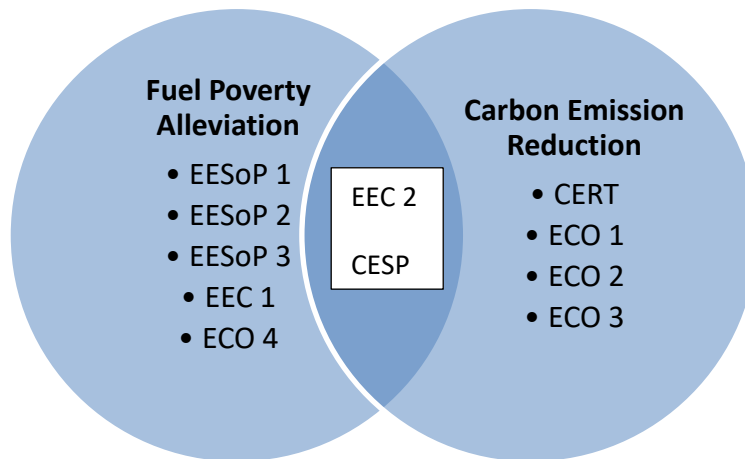 Fuel Poverty
Alleviation
• EESoP 1
• EESoP 2
• EESoP 3
• EEC 1
• ECO 4
EEC 2
CESP
Carbon Emission
Reduction
• CERT
• ECO 1
• ECO 2
• ECO 3